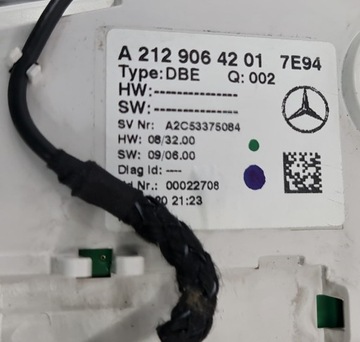 A 212 906 42 01 7E94
Type:DBE Q: 002
HW:---------------
SW:---------------
SV Nr: A2C53375084
HW: 08/32.00
SW: 09/06.00
Diag Id: ----
Nr.: 00022708
20 21:23